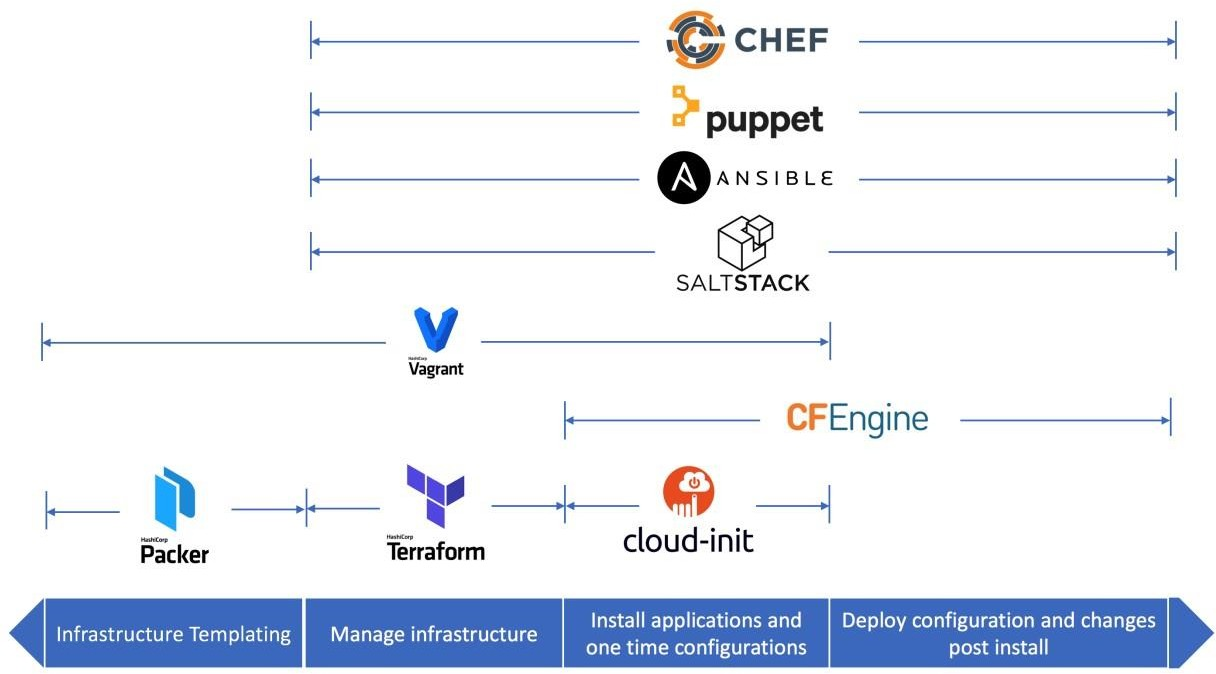 CHEF
puppet
ANSIBLE
SALTSTACK
HashiCorp
Vagrant
CFEngine
HashiCorp
Packer
HashiCorp
Terraform
cloud-init
Infrastructure Templating
Manage infrastructure
Install applications and
one time configurations
Deploy configuration and changes
post install